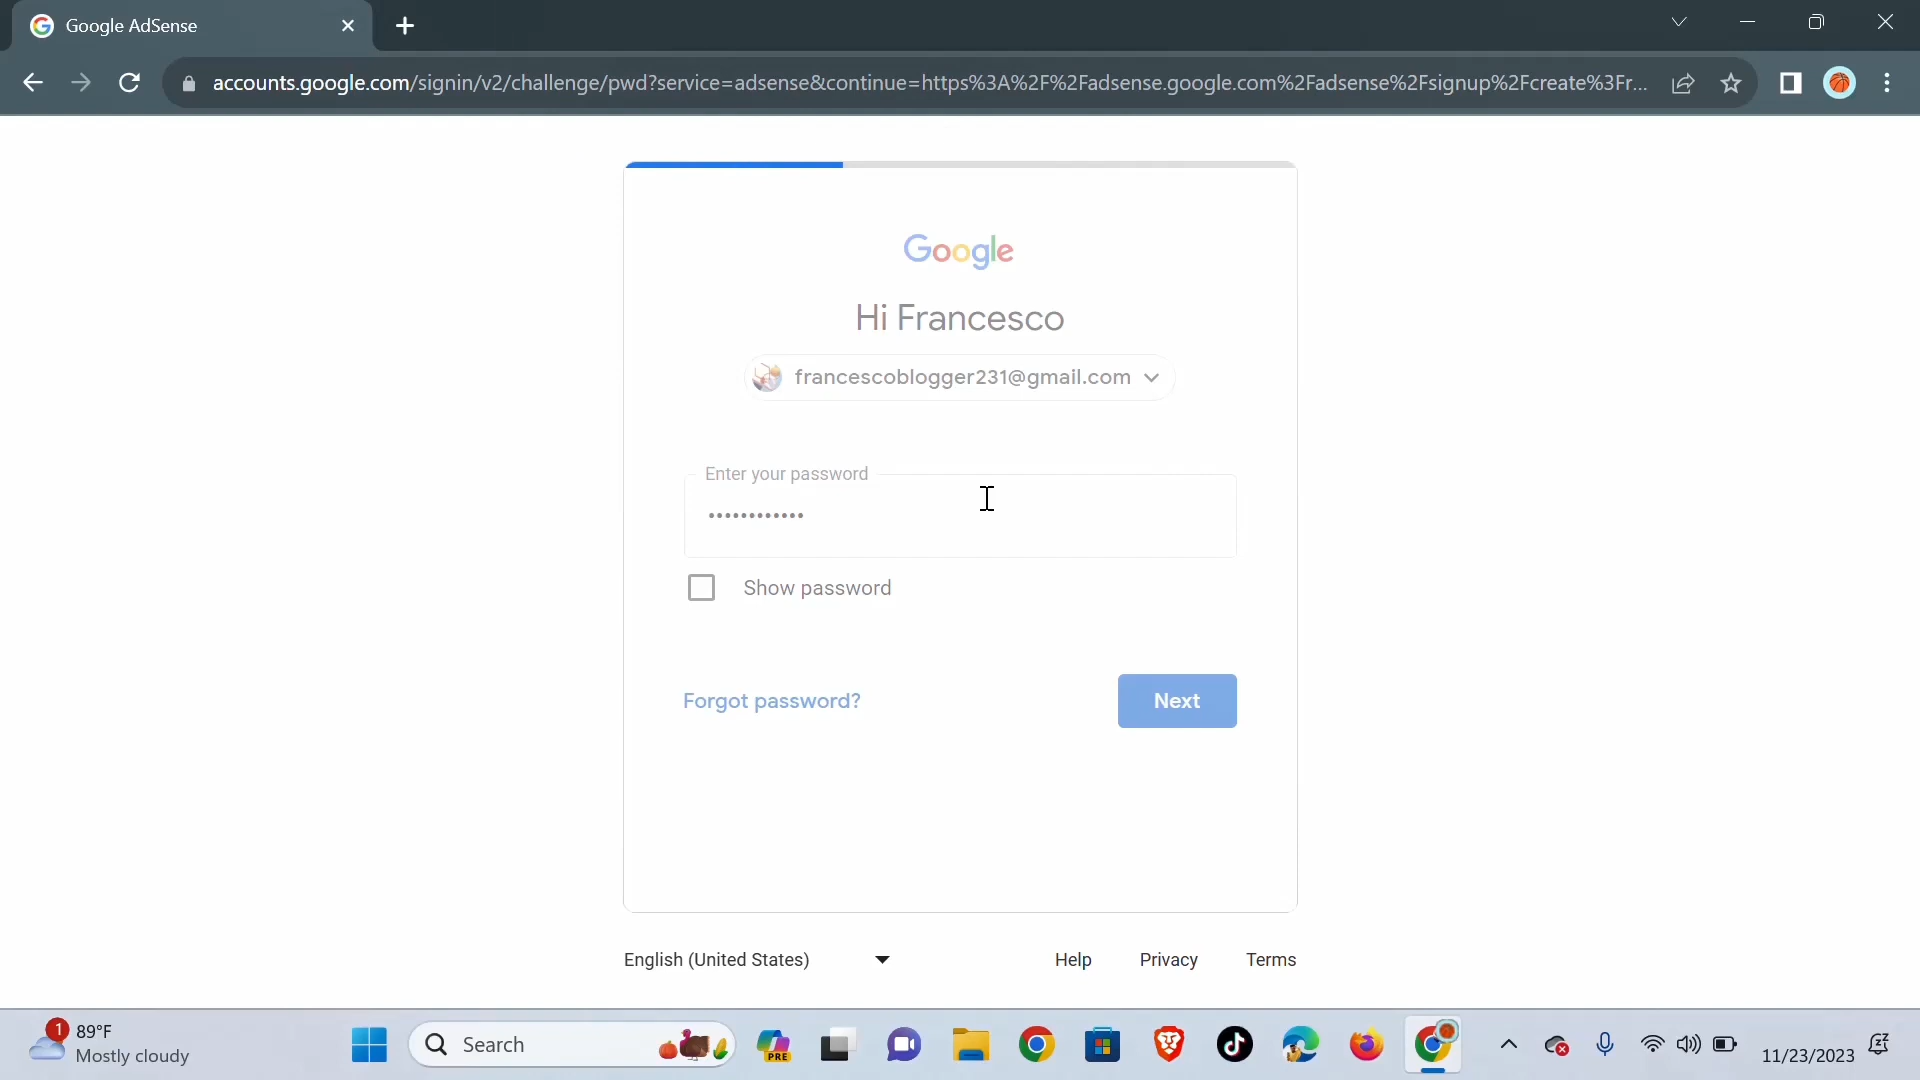 Google AdSense
accounts.google.com/signin/v2/challenge/pwd?service=adsense&continue=https%3A%2F%2Fadsense.google.com%2Fadsense%2Fsignup%2Fcreate%3Fr...
Google
Hi Francesco
francescoblogger231@gmail.com
Enter your password
••••••••••••
Show password
Forgot password?
Next
English (United States)
Help Privacy Terms
1
89°F
Mostly cloudy
Search
PRE
11/23/2023